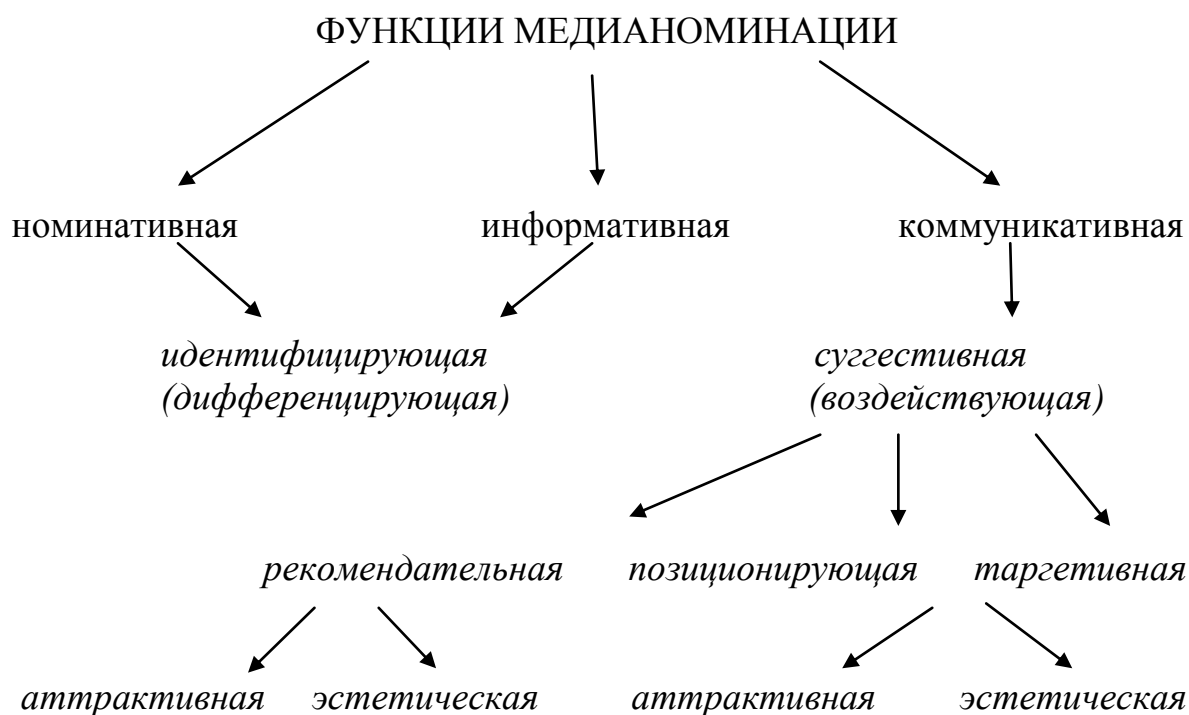 ФУНКЦИИ МЕДИАНОМИНАЦИИ
номинативная информативная коммуникативная
идентифицирующая суггестивная
(дифференцирующая) (воздействующая)
рекомендательная позиционирующая таргетивная
аттрактивная эстетическая аттрактивная эстетическая